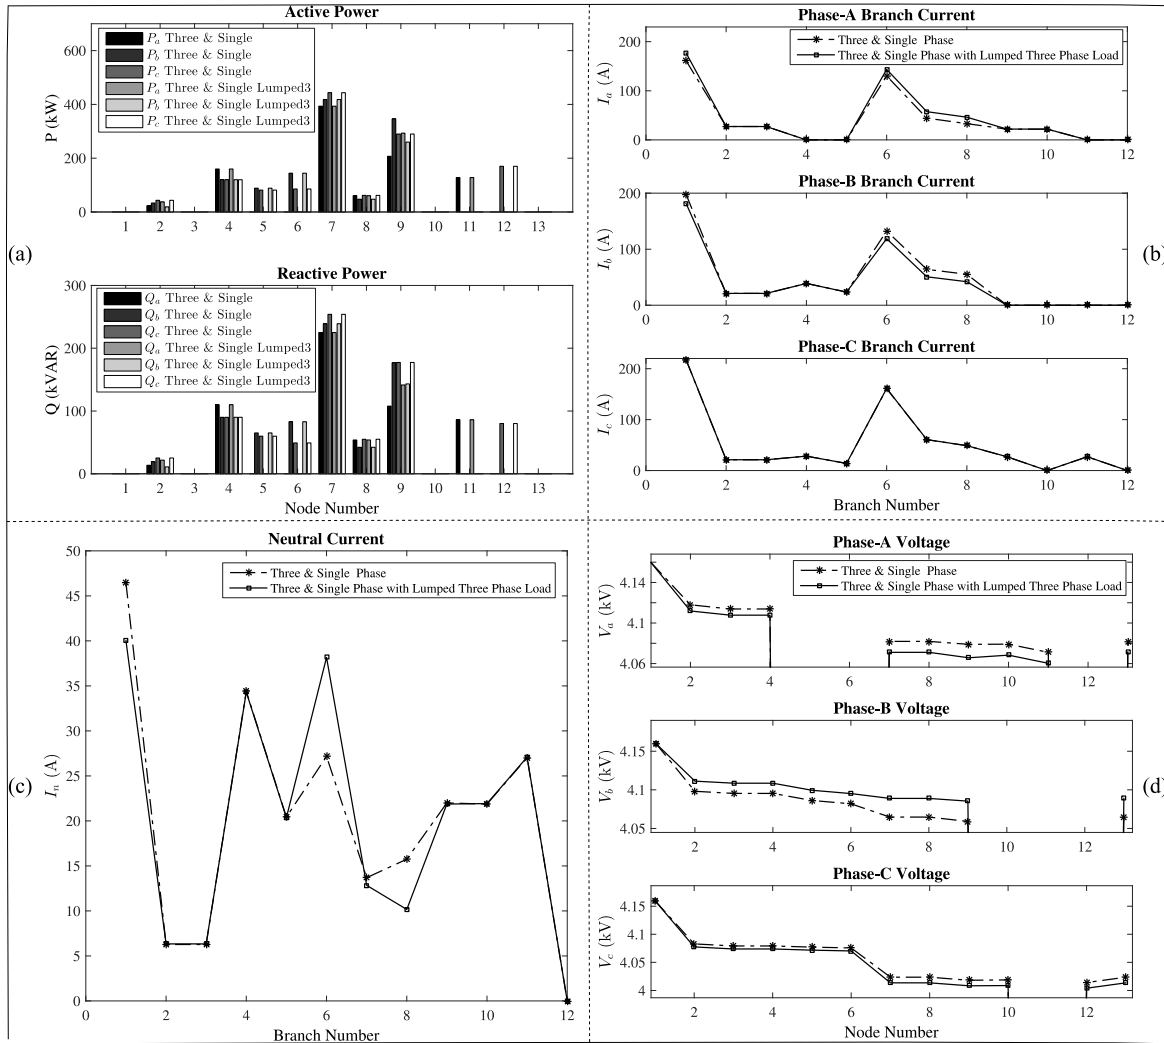 Active Power
P (kW)
600
400
200
0
P_a Three & Single
P_b Three & Single
P_c Three & Single
P_a Three & Single Lumped3
P_b Three & Single Lumped3
P_c Three & Single Lumped3
1 2 3 4 5 6 7 8 9 10 11 12 13
(a)
Reactive Power
Q (kVAR)
300
200
100
0
Q_a Three & Single
Q_b Three & Single
Q_c Three & Single
Q_a Three & Single Lumped3
Q_b Three & Single Lumped3
Q_c Three & Single Lumped3
1 2 3 4 5 6 7 8 9 10 11 12 13
Node Number
Phase-A Branch Current
I_a (A)
200
100
0
Three & Single Phase
Three & Single Phase with Lumped Three Phase Load
0 2 4 6 8 10 12
Phase-B Branch Current
I_b (A)
200
100
0
0 2 4 6 8 10 12
(b)
Phase-C Branch Current
I_c (A)
200
100
0
0 2 4 6 8 10 12
Branch Number
Neutral Current
I_n (A)
50
45
40
35
30
25
20
15
10
5
0
Three & Single Phase
Three & Single Phase with Lumped Three Phase Load
0 2 4 6 8 10 12
Branch Number
(c)
Phase-A Voltage
V_a (kV)
4.14
4.1
4.06
Three & Single Phase
Three & Single Phase with Lumped Three Phase Load
2 4 6 8 10 12
Phase-B Voltage
V_b (kV)
4.15
4.1
4.05
2 4 6 8 10 12
(d)
Phase-C Voltage
V_c (kV)
4.15
4.1
4.05
4
2 4 6 8 10 12
Node Number